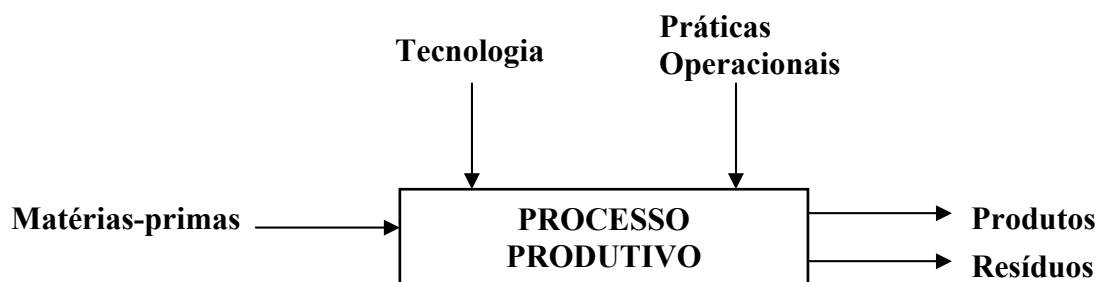 Tecnologia
Práticas
Operacionais
Matérias-primas
PROCESSO
PRODUTIVO
Produtos
Resíduos